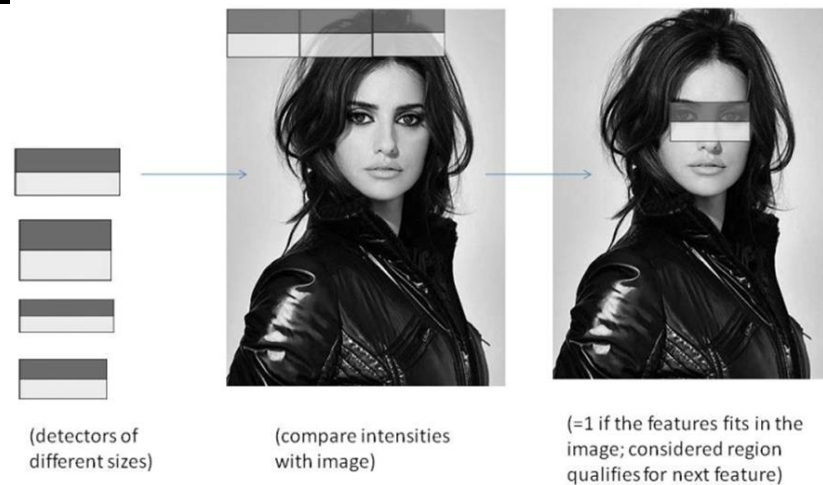 (detectors of
different sizes)
(compare intensities
with image)
(=1 if the features fits in the
image; considered region
qualifies for next feature)